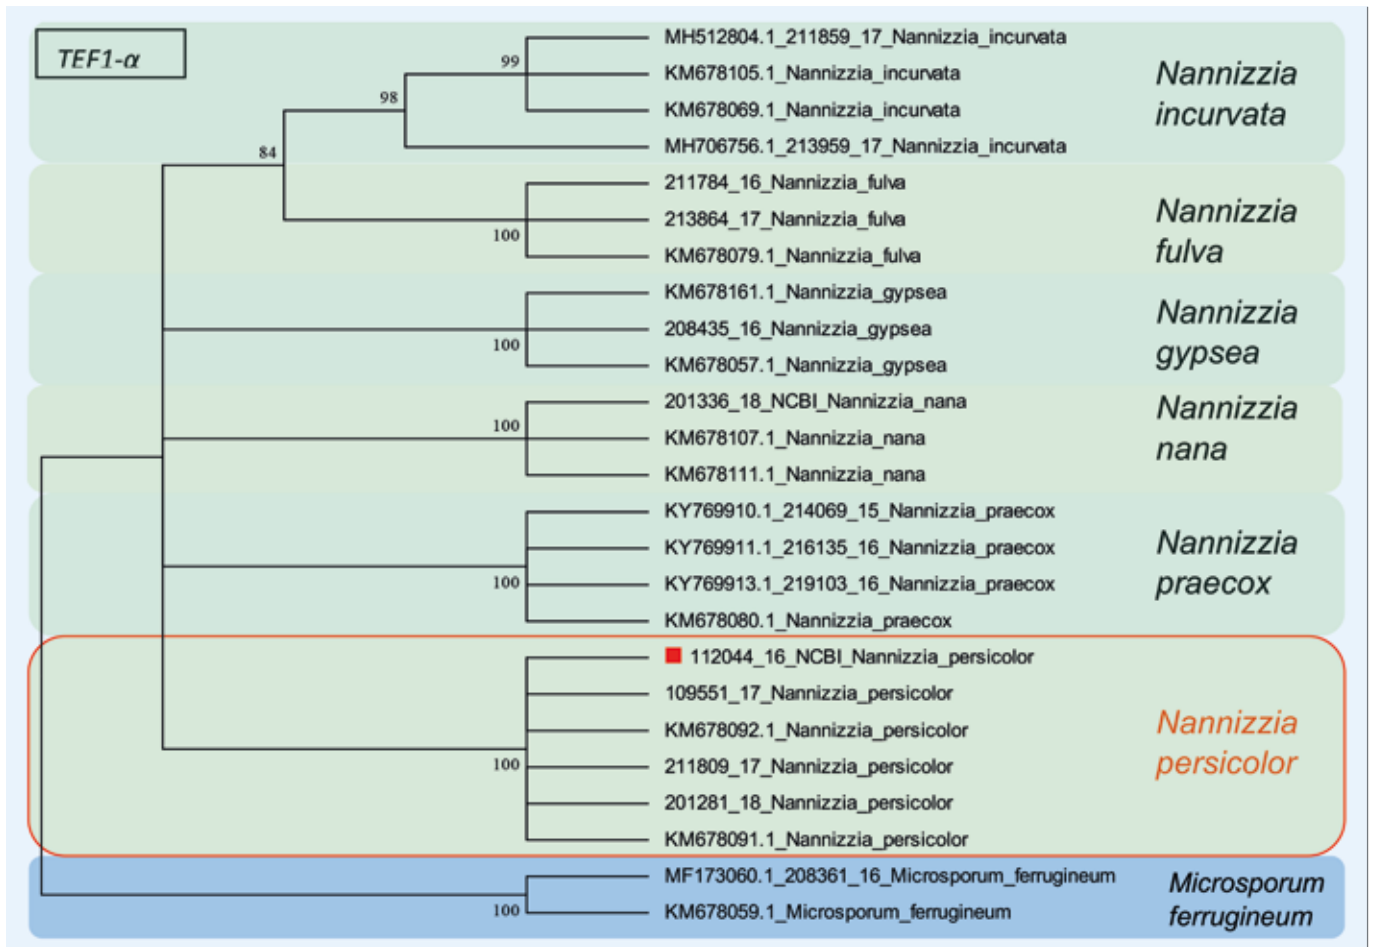 TEF1-α
MH512804.1_211859_17_Nannizzia_incurvata
99
KM678105.1_Nannizzia_incurvata
Nannizzia
incurvata
98
KM678069.1_Nannizzia_incurvata
84
MH706756.1_213959_17_Nannizzia_incurvata
211784_16_Nannizzia_fulva
213864_17_Nannizzia_fulva
Nannizzia
fulva
100
KM678079.1_Nannizzia_fulva
KM678161.1_Nannizzia_gypsea
208435_16_Nannizzia_gypsea
Nannizzia
gypsea
100
KM678057.1_Nannizzia_gypsea
201336_18_NCBI_Nannizzia_nana
Nannizzia
nana
100
KM678107.1_Nannizzia_nana
KM678111.1_Nannizzia_nana
KY769910.1_214069_15_Nannizzia_praecox
KY769911.1_216135_16_Nannizzia_praecox
Nannizzia
praecox
100
KY769913.1_219103_16_Nannizzia_praecox
KM678080.1_Nannizzia_praecox
112044_16_NCBI_Nannizzia_persicolor
109551_17_Nannizzia_persicolor
KM678092.1_Nannizzia_persicolor
Nannizzia
persicolor
100
211809_17_Nannizzia_persicolor
201281_18_Nannizzia_persicolor
KM678091.1_Nannizzia_persicolor
MF173060.1_208361_16_Microsporum_ferrugineum
Microsporum
ferrugineum
100
KM678059.1_Microsporum_ferrugineum